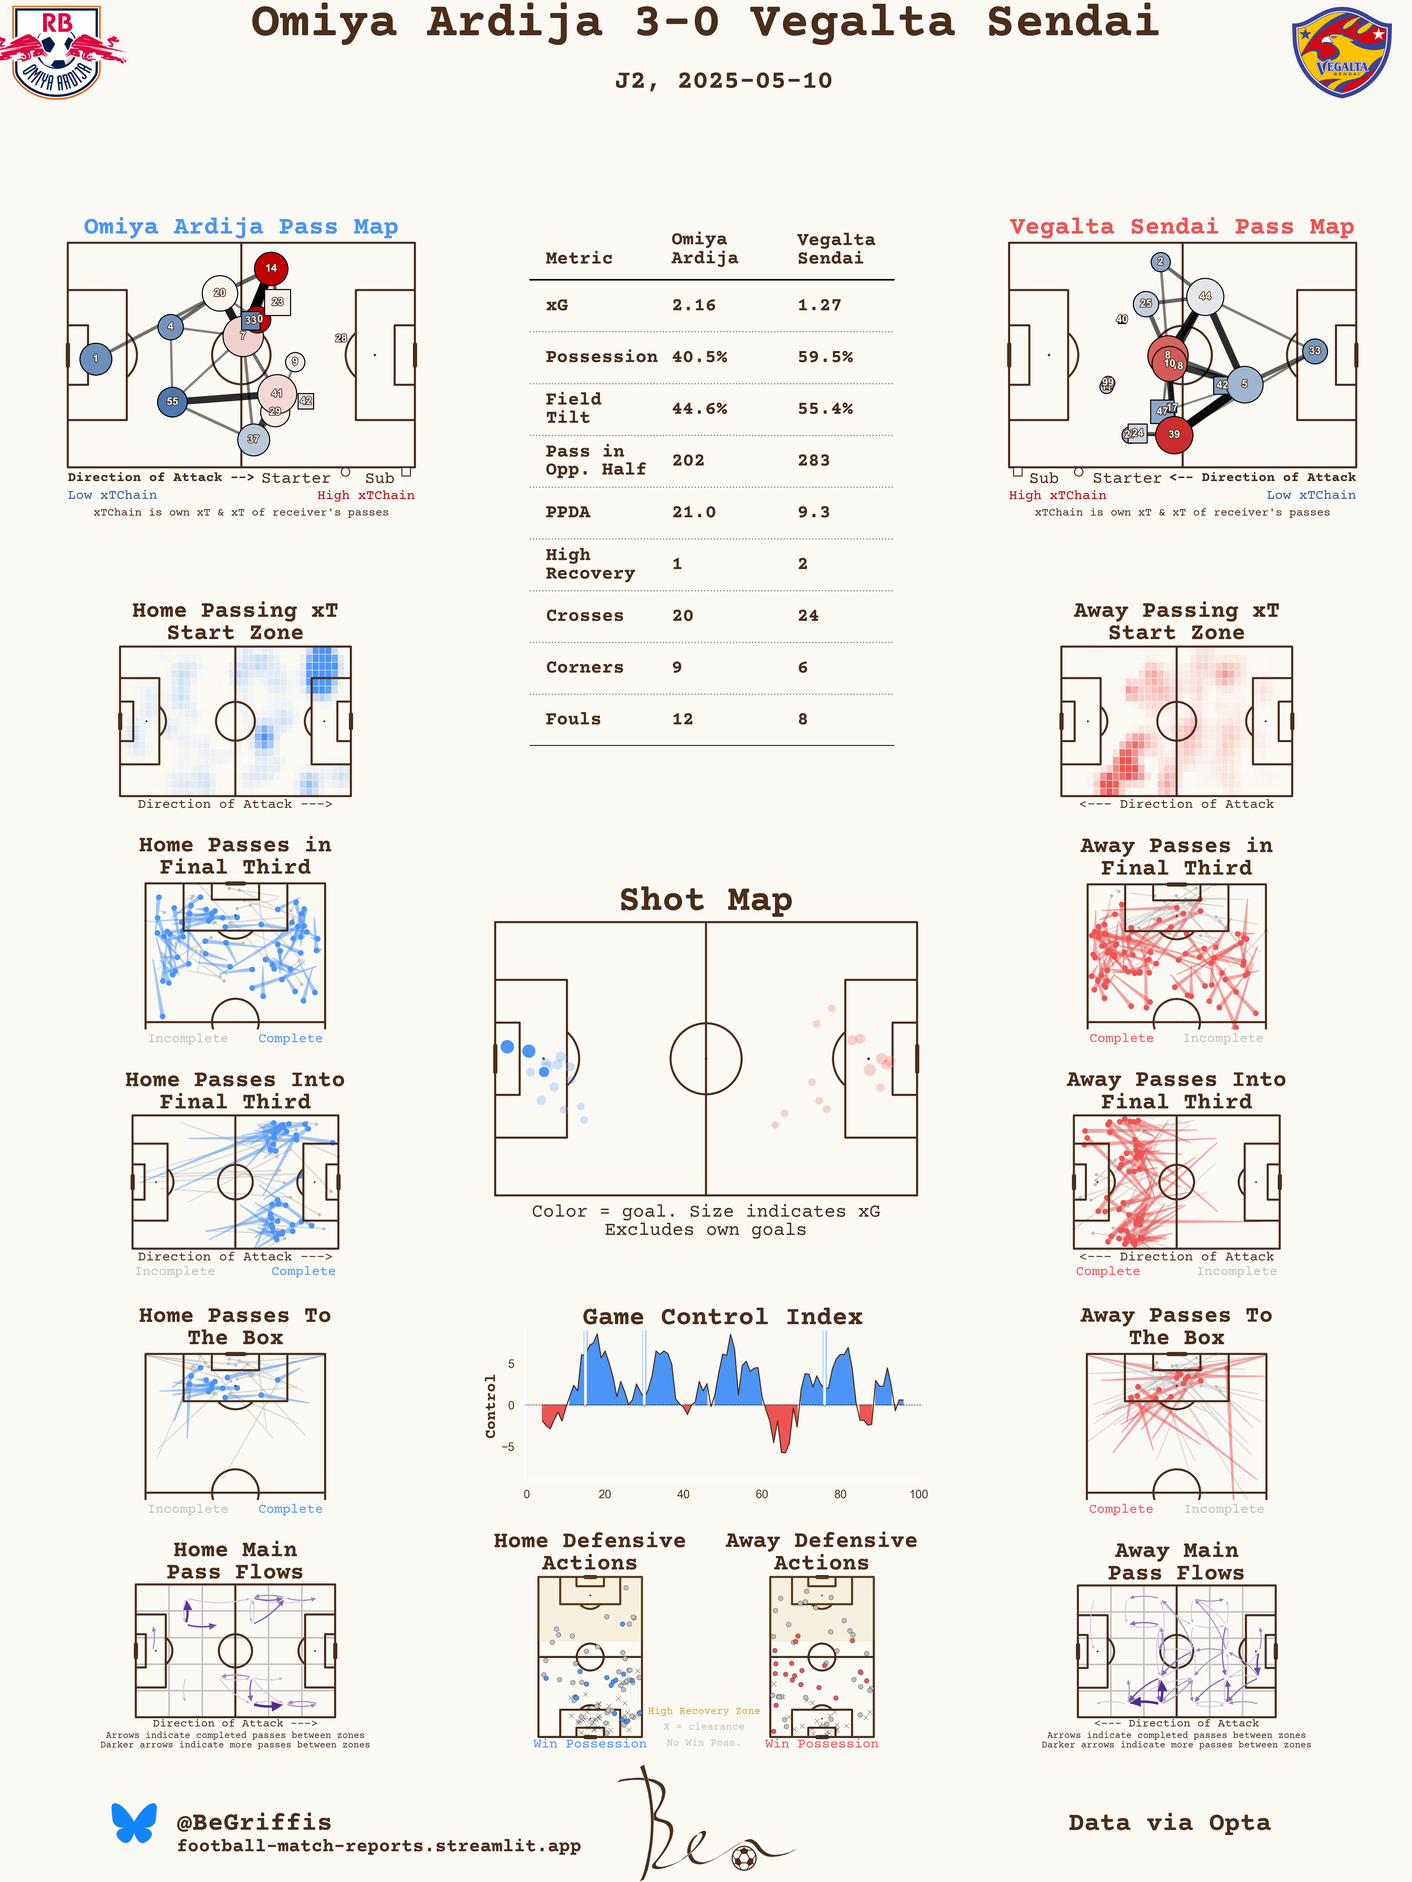 Omiya Ardija 3-0 Vegalta Sendai
J2, 2025-05-10
RB
OMIYA ARDIJA
VEGALTA
SENDAI
Omiya Ardija Pass Map
14
20
23
33
0
4
7
28
1
9
41
42
55
29
37
Direction of Attack --> Starter Sub
Low xTChain High xTChain
xTChain is own xT & xT of receiver's passes
Metric Omiya Ardija Vegalta Sendai
xG 2.16 1.27
Possession 40.5% 59.5%
Field Tilt 44.6% 55.4%
Pass in Opp. Half 202 283
PPDA 21.0 9.3
High Recovery 1 2
Crosses 20 24
Corners 9 6
Fouls 12 8
Vegalta Sendai Pass Map
2
44
25
40
33
8
10
99
42
5
47
17
24
39
Sub Starter <-- Direction of Attack
High xTChain Low xTChain
xTChain is own xT & xT of receiver's passes
Home Passing xT
Start Zone
Direction of Attack --->
Away Passing xT
Start Zone
<--- Direction of Attack
Home Passes in
Final Third
Incomplete Complete
Away Passes in
Final Third
Complete Incomplete
Shot Map
Color = goal. Size indicates xG
Excludes own goals
Home Passes Into
Final Third
Direction of Attack --->
Incomplete Complete
Away Passes Into
Final Third
<--- Direction of Attack
Complete Incomplete
Home Passes To
The Box
Incomplete Complete
Game Control Index
Control
5
0
−5
0 20 40 60 80 100
Away Passes To
The Box
Complete Incomplete
Home Main
Pass Flows
Direction of Attack --->
Arrows indicate completed passes between zones
Darker arrows indicate more passes between zones
Home Defensive
Actions
Win Possession
High Recovery Zone
X = clearance
No Win Poss.
Away Defensive
Actions
Win Possession
Away Main
Pass Flows
<--- Direction of Attack
Arrows indicate completed passes between zones
Darker arrows indicate more passes between zones
@BeGriffis
football-match-reports.streamlit.app
Ben
Data via Opta